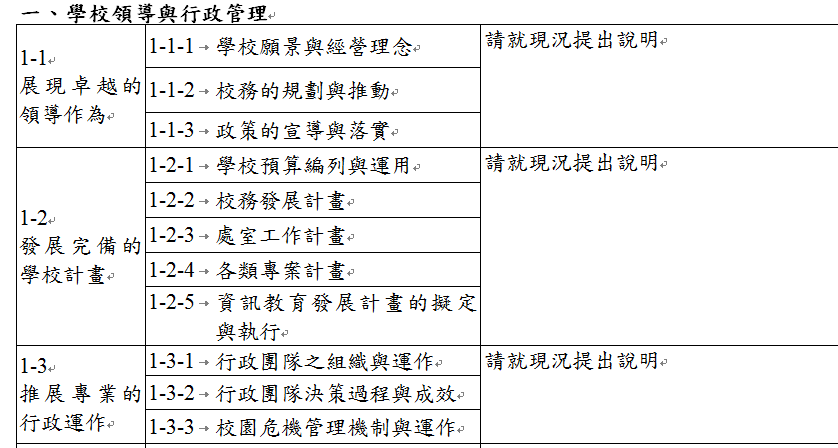 一、學校領導與行政管理
1-1
展現卓越的
領導作為
1-1-1 學校願景與經營理念
1-1-2 校務的規劃與推動
1-1-3 政策的宣導與落實
請就現況提出說明
1-2
發展完備的
學校計畫
1-2-1 學校預算編列與運用
1-2-2 校務發展計畫
1-2-3 處室工作計畫
1-2-4 各類專案計畫
1-2-5 資訊教育發展計畫的擬定
與執行
請就現況提出說明
1-3
推展專業的
行政運作
1-3-1 行政團隊之組織與運作
1-3-2 行政團隊決策過程與成效
1-3-3 校園危機管理機制與運作
請就現況提出說明